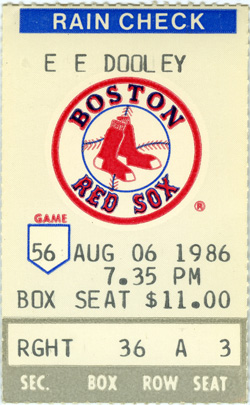 RAIN CHECK
E E DOOLEY
BOSTON
RED SOX
®
GAME
56 AUG 06 1986
7.35 PM
BOX SEAT $11.00
RGHT 36 A 3
SEC. BOX ROW SEAT